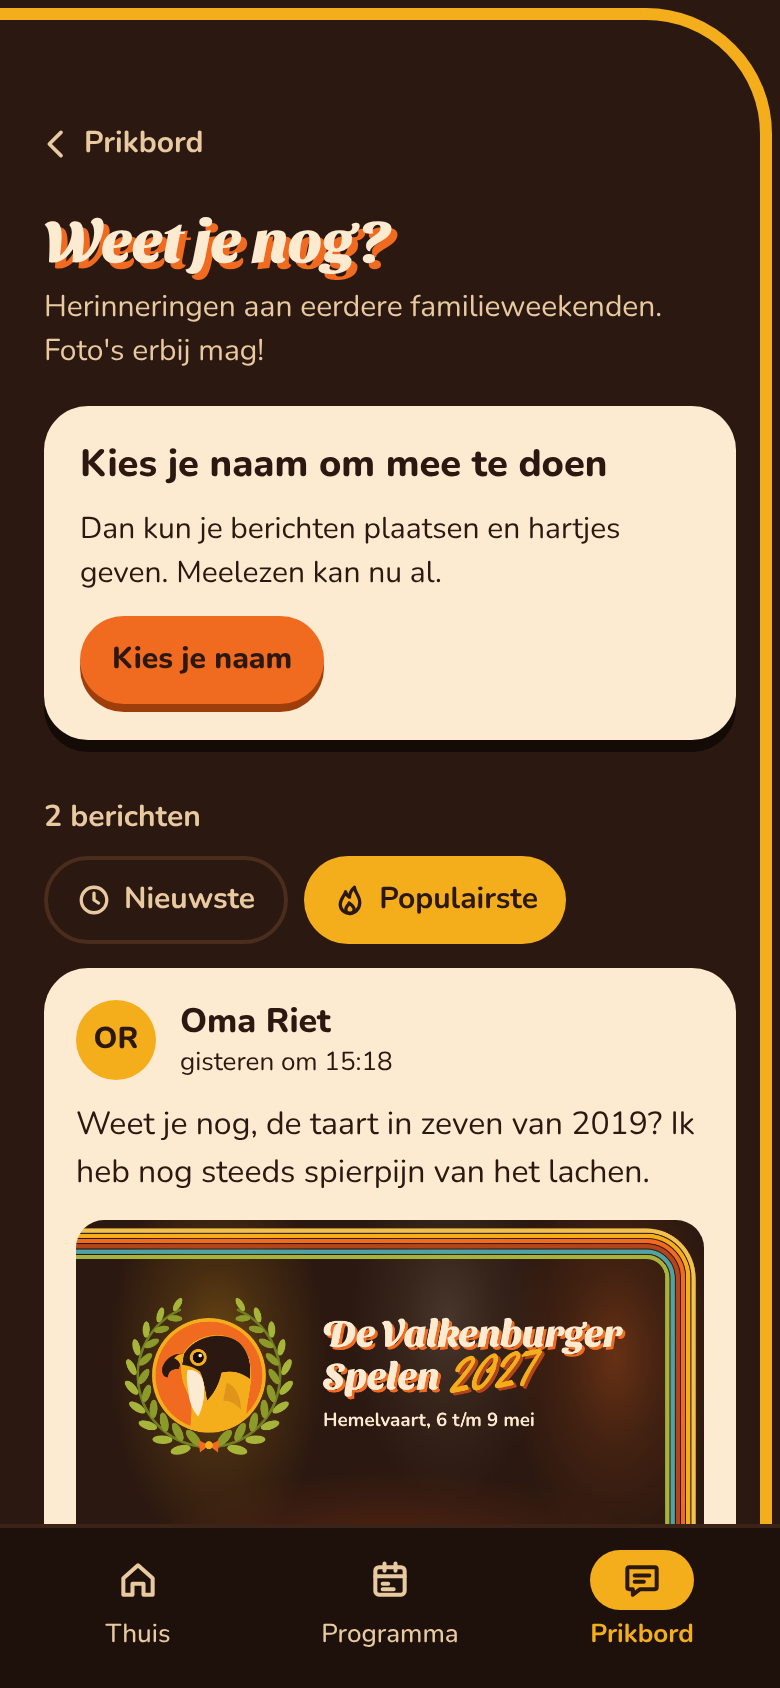 Prikbord
Weet je nog?
Herinneringen aan eerdere familieweekenden.
Foto's erbij mag!
Kies je naam om mee te doen
Dan kun je berichten plaatsen en hartjes
geven. Meelezen kan nu al.
Kies je naam
2 berichten
Nieuwste
Populairste
OR
Oma Riet
gisteren om 15:18
Weet je nog, de taart in zeven van 2019? Ik
heb nog steeds spierpijn van het lachen.
De Valkenburger
Spelen 2027
Hemelvaart, 6 t/m 9 mei
Thuis
Programma
Prikbord